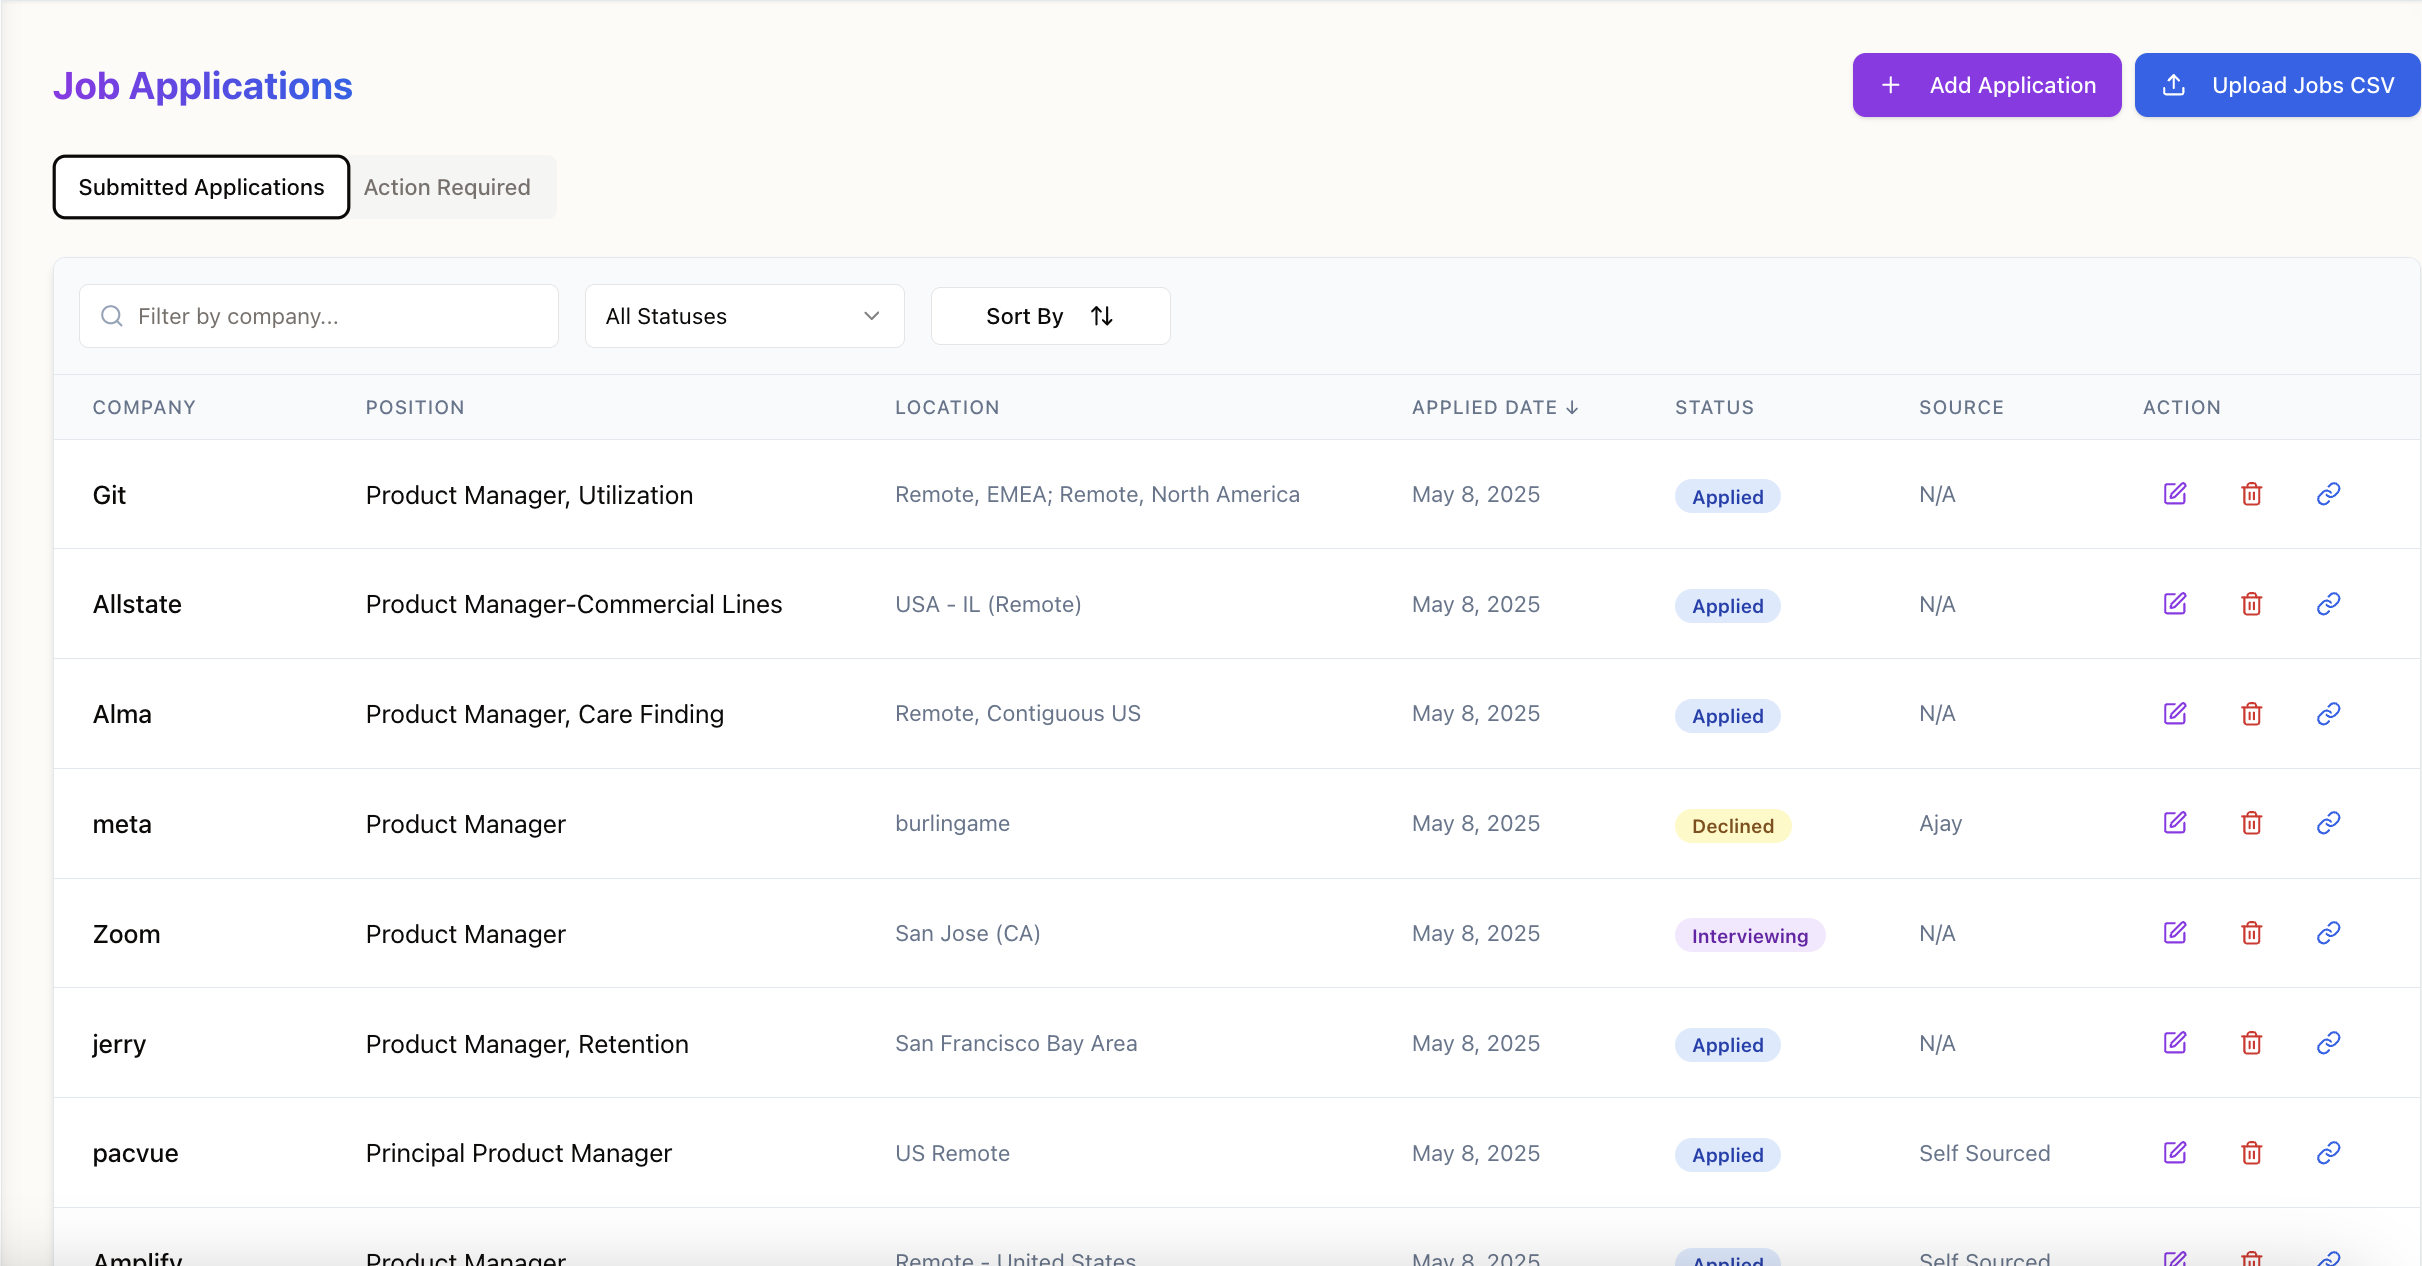 Job Applications
Add Application
Upload Jobs CSV
Submitted Applications
Action Required
Filter by company...
All Statuses
Sort By
COMPANY POSITION LOCATION APPLIED DATE ↓ STATUS SOURCE ACTION
Git Product Manager, Utilization Remote, EMEA; Remote, North America May 8, 2025 Applied N/A
Allstate Product Manager-Commercial Lines USA - IL (Remote) May 8, 2025 Applied N/A
Alma Product Manager, Care Finding Remote, Contiguous US May 8, 2025 Applied N/A
meta Product Manager burlingame May 8, 2025 Declined Ajay
Zoom Product Manager San Jose (CA) May 8, 2025 Interviewing N/A
jerry Product Manager, Retention San Francisco Bay Area May 8, 2025 Applied N/A
pacvue Principal Product Manager US Remote May 8, 2025 Applied Self Sourced
Amplify Product Manager Remote - United States May 8, 2025 Applied Self Sourced